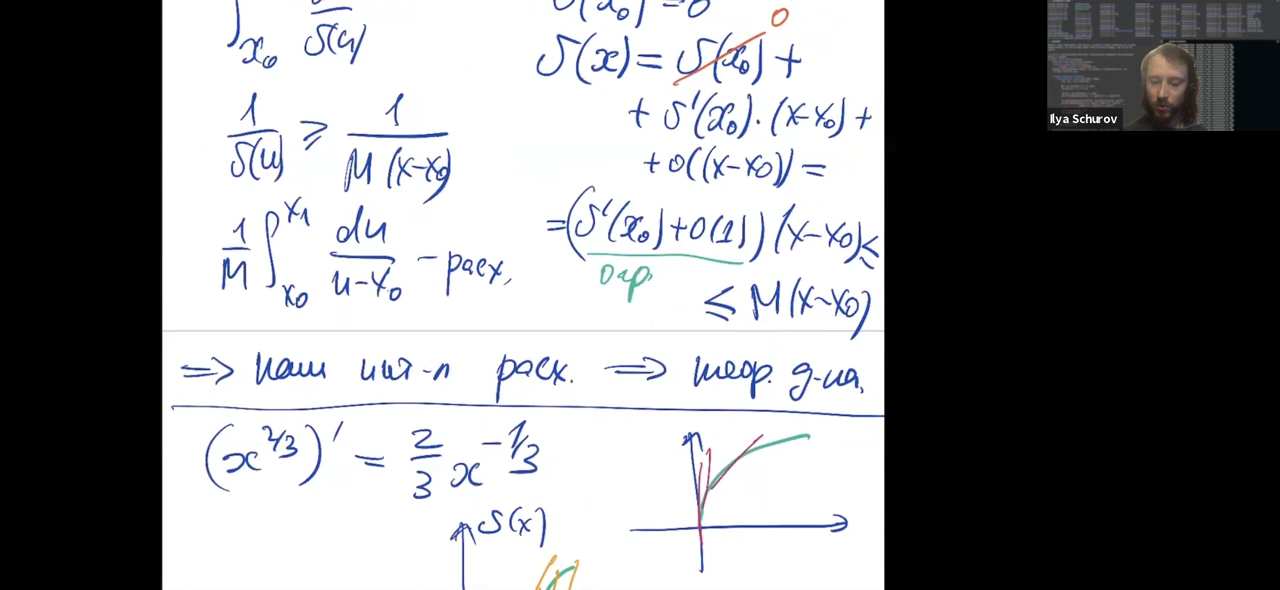 ∫_{x₀} / S(u)
S(x₀) = 0
0
S(x) = S(x₀) +
+ S'(x₀)·(x-x₀) +
+ o((x-x₀)) =
= (S'(x₀) + o(1))(x-x₀) ≤
огр.
≤ M(x-x₀)
1/S(u) ≥ 1/(M(x-x₀))
1/M ∫_{x₀}^{x₁} du/(u-x₀) - расх.
⇒ наш инт-л расх. ⇒ теор. д-на.
(x^{2/3})' = 2/3 x^{-1/3}
S(x)
Ilya Schurov